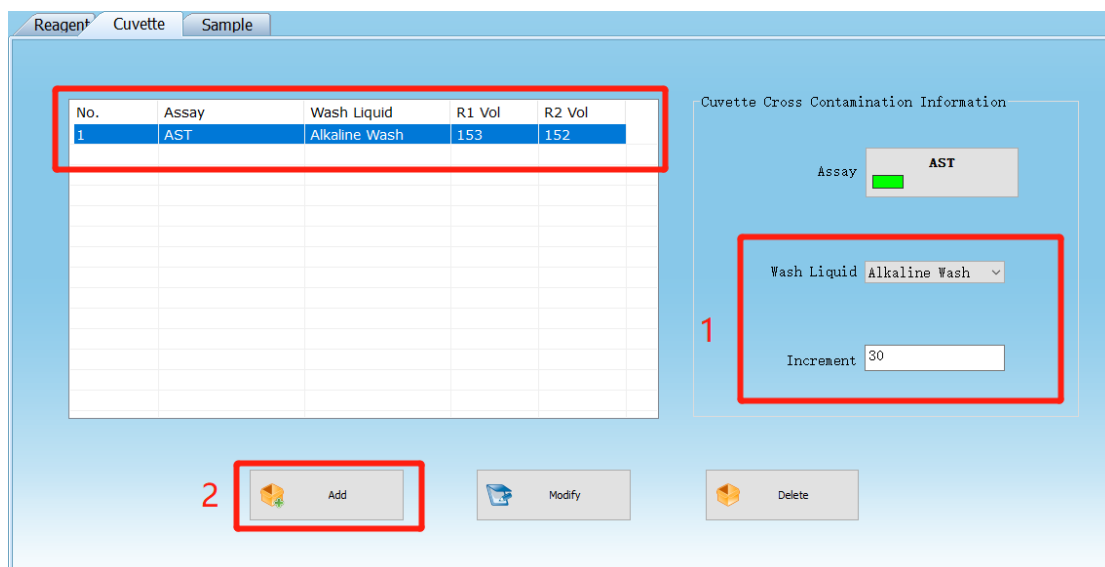 Reagent Cuvette Sample
No. Assay Wash Liquid R1 Vol R2 Vol
1 AST Alkaline Wash 153 152
Cuvette Cross Contamination Information
Assay AST
Wash Liquid Alkaline Wash
1
Increment 30
2 Add Modify Delete